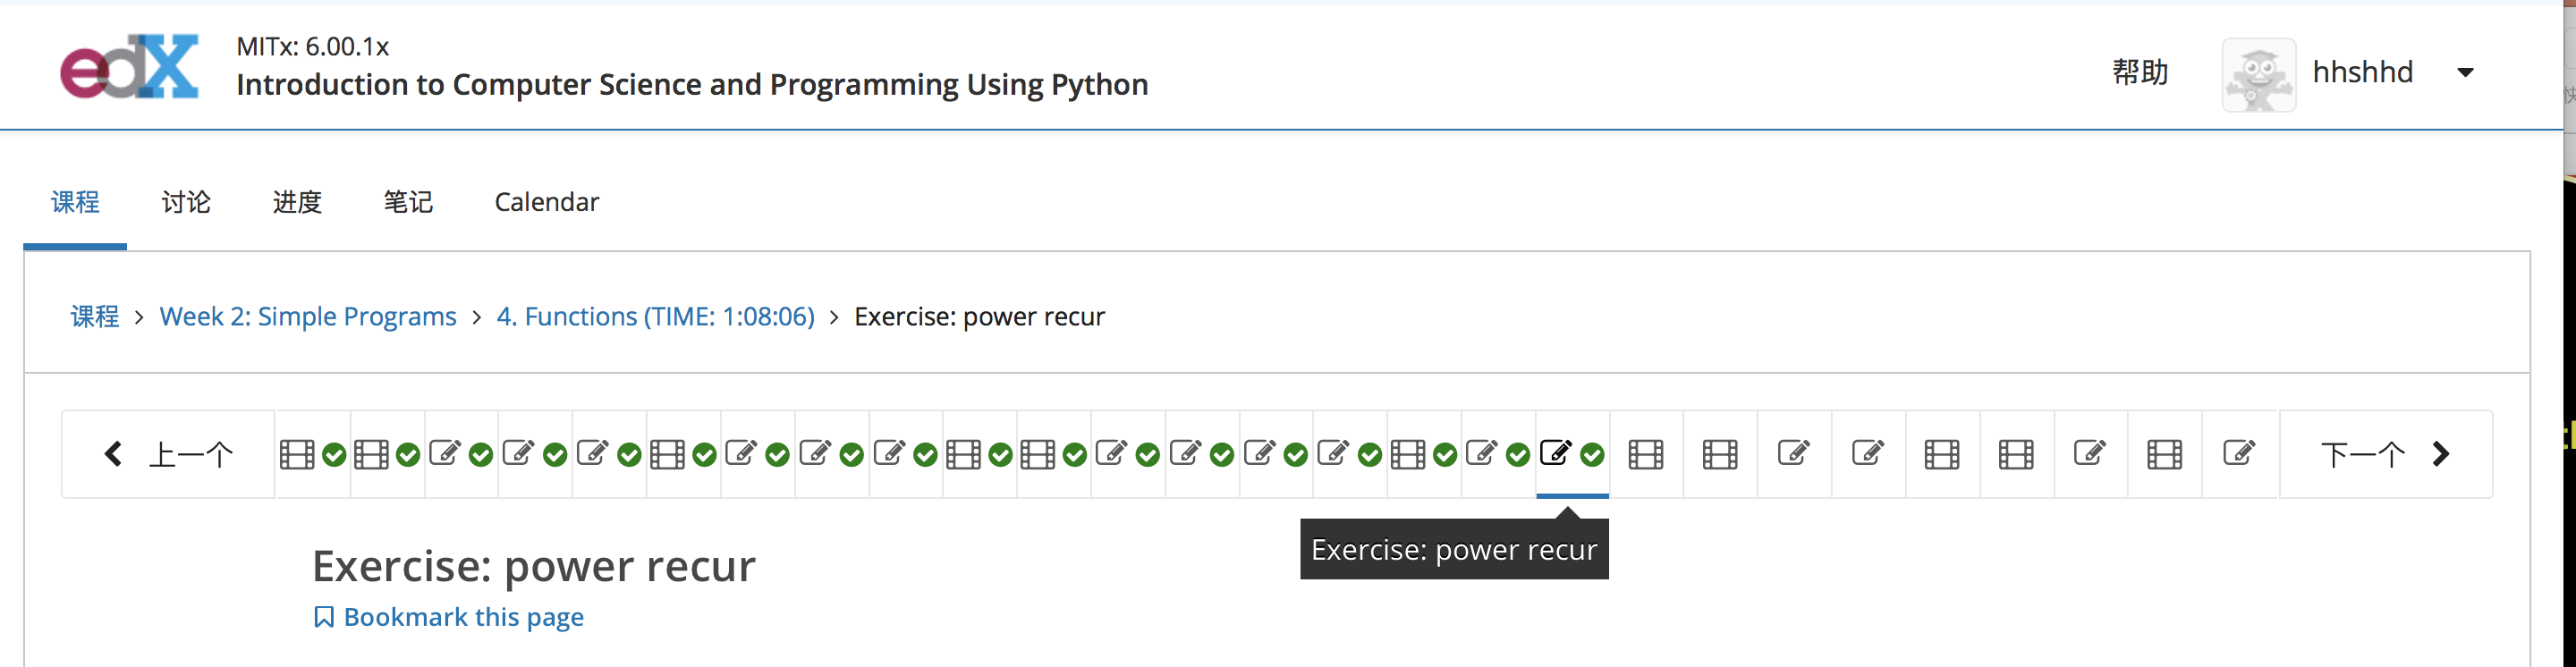 edX
MITx: 6.00.1x
Introduction to Computer Science and Programming Using Python
帮助
hhshhd
课程
讨论
进度
笔记
Calendar
课程 > Week 2: Simple Programs > 4. Functions (TIME: 1:08:06) > Exercise: power recur
上一个
下一个
Exercise: power recur
Exercise: power recur
Bookmark this page